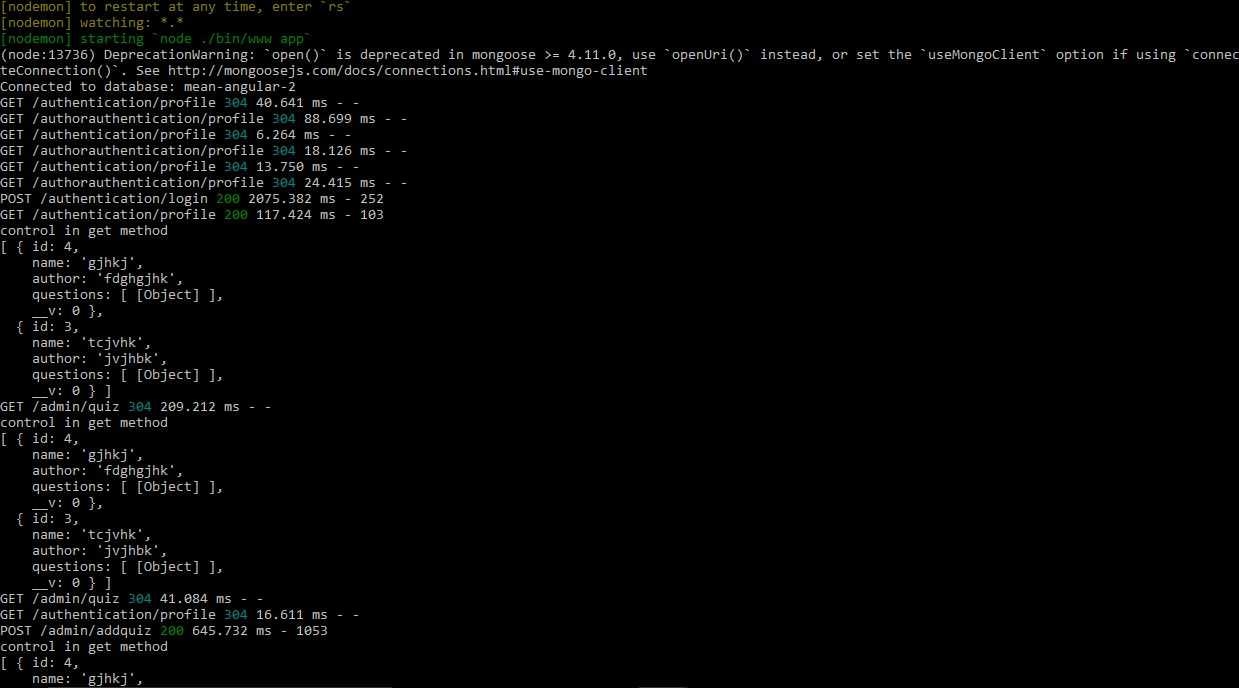 [nodemon] to restart at any time, enter `rs`
[nodemon] watching: *.*
[nodemon] starting `node ./bin/www app`
(node:13736) DeprecationWarning: `open()` is deprecated in mongoose >= 4.11.0, use `openUri()` instead, or set the `useMongoClient` option if using `connec
teConnection()`. See http://mongoosejs.com/docs/connections.html#use-mongo-client
Connected to database: mean-angular-2
GET /authentication/profile 304 40.641 ms - -
GET /authorauthentication/profile 304 88.699 ms - -
GET /authentication/profile 304 6.264 ms - -
GET /authorauthentication/profile 304 18.126 ms - -
GET /authentication/profile 304 13.750 ms - -
GET /authorauthentication/profile 304 24.415 ms - -
POST /authentication/login 200 2075.382 ms - 252
GET /authentication/profile 200 117.424 ms - 103
control in get method
[ { id: 4,
    name: 'gjhkj',
    author: 'fdghgjhk',
    questions: [ [Object] ],
    __v: 0 },
  { id: 3,
    name: 'tcjvhk',
    author: 'jvjhbk',
    questions: [ [Object] ],
    __v: 0 } ]
GET /admin/quiz 304 209.212 ms - -
control in get method
[ { id: 4,
    name: 'gjhkj',
    author: 'fdghgjhk',
    questions: [ [Object] ],
    __v: 0 },
  { id: 3,
    name: 'tcjvhk',
    author: 'jvjhbk',
    questions: [ [Object] ],
    __v: 0 } ]
GET /admin/quiz 304 41.084 ms - -
GET /authentication/profile 304 16.611 ms - -
POST /admin/addquiz 200 645.732 ms - 1053
control in get method
[ { id: 4,
    name: 'gjhkj',